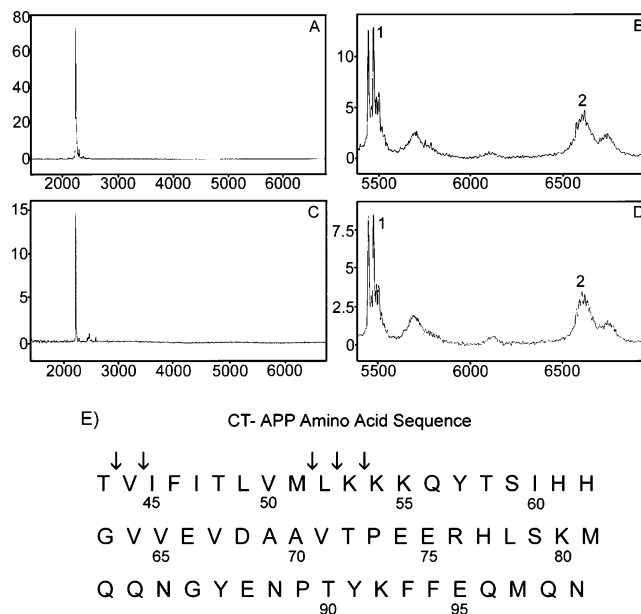 80
60
40
20
0
A
2000 3000 4000 5000 6000
10
5
0
1
2
B
5500 6000 6500
15
10
5
0
C
2000 3000 4000 5000 6000
7.5
5
2.5
0
1
2
D
5500 6000 6500
E) CT- APP Amino Acid Sequence
↓ ↓ ↓ ↓ ↓
T V I F I T L V M L K K K Q Y T S I H H
45 50 55 60
G V V E V D A A V T P E E R H L S K M
65 70 75 80
Q Q N G Y E N P T Y K F F E Q M Q N
90 95